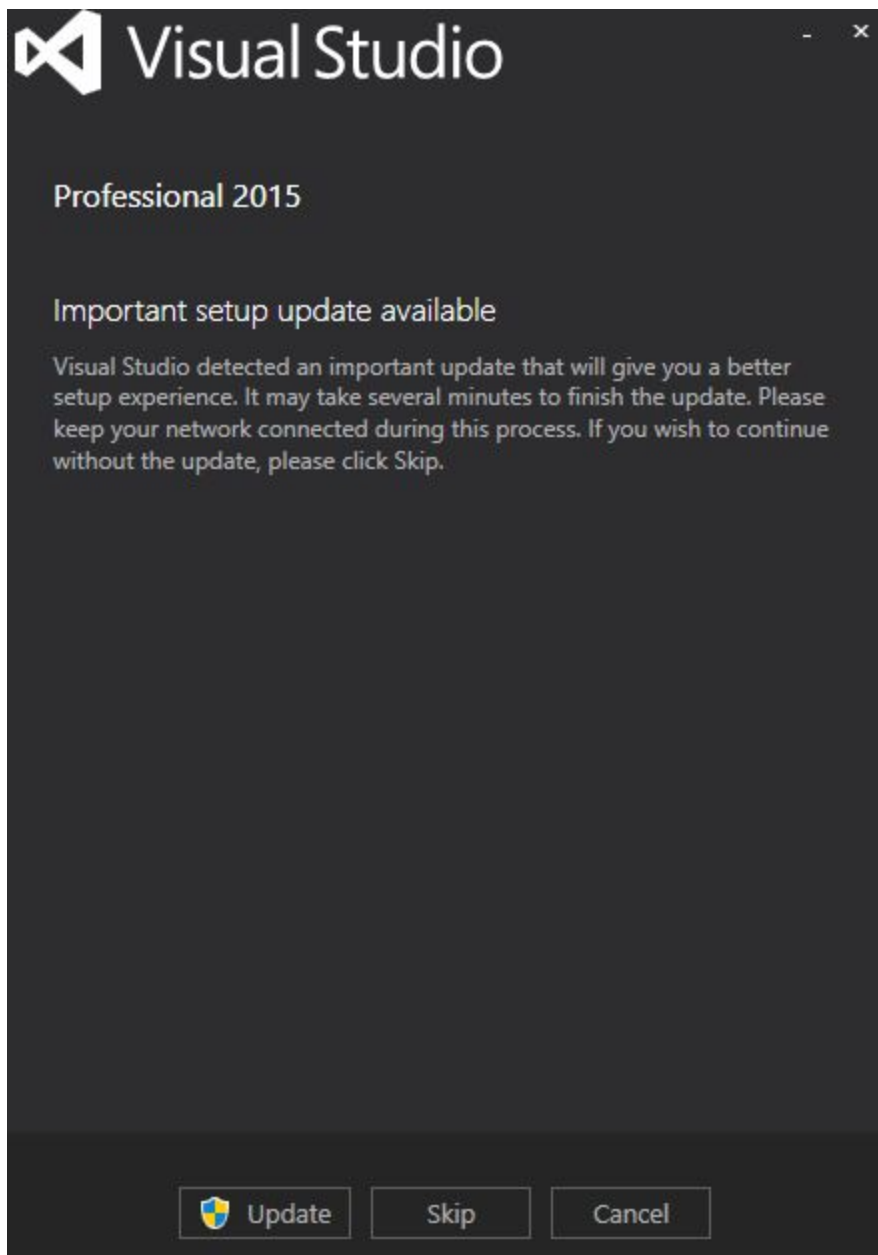 Visual Studio
Professional 2015
Important setup update available
Visual Studio detected an important update that will give you a better
setup experience. It may take several minutes to finish the update. Please
keep your network connected during this process. If you wish to continue
without the update, please click Skip.
Update
Skip
Cancel